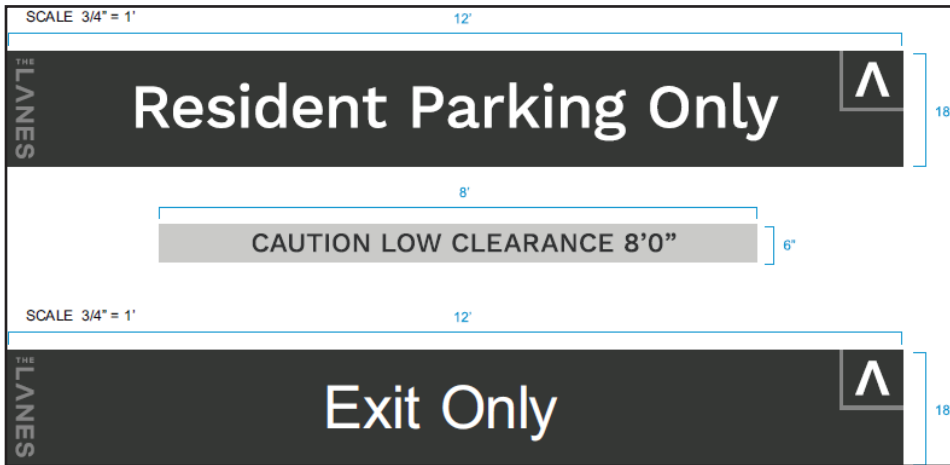 SCALE 3/4” = 1’
12’
THE
LANES
Resident Parking Only
Λ
18
8’
CAUTION LOW CLEARANCE 8’0”
6”
SCALE 3/4” = 1’
12’
THE
LANES
Exit Only
Λ
18